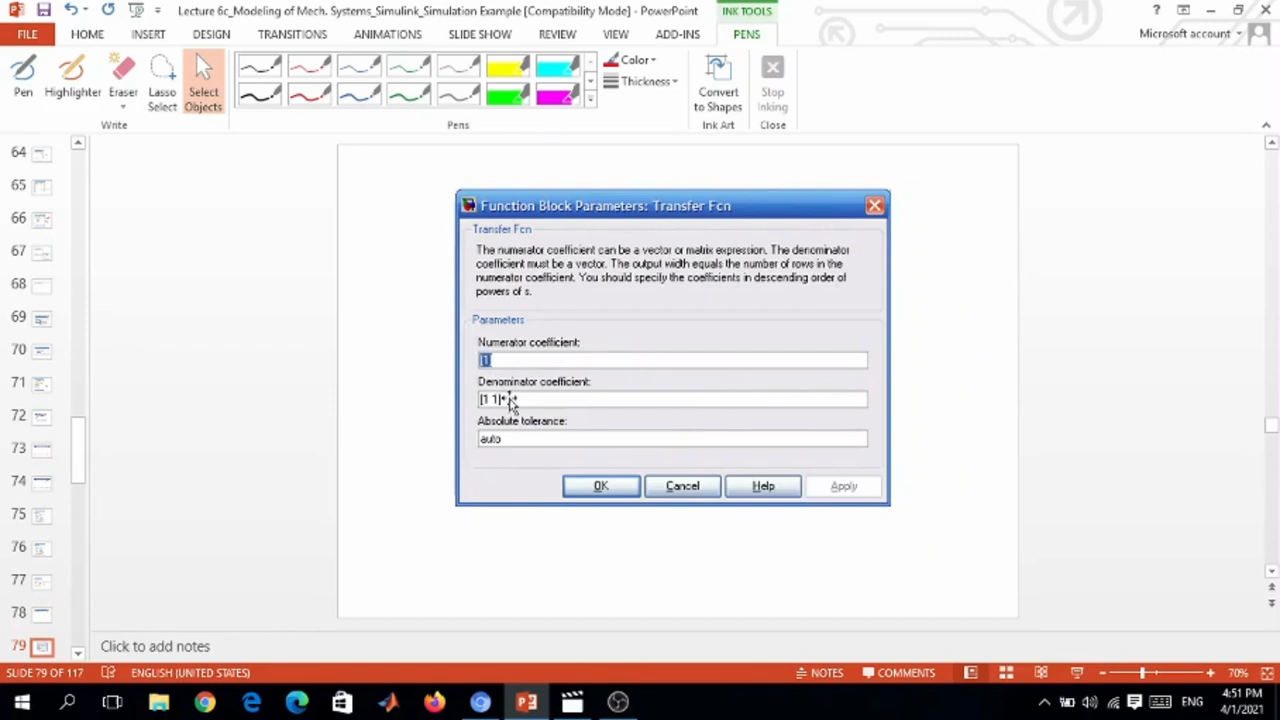 Lecture 6c_Modeling of Mech. Systems_Simulink_Simulation Example [Compatibility Mode] - PowerPoint
INK TOOLS
FILE HOME INSERT DESIGN TRANSITIONS ANIMATIONS SLIDE SHOW REVIEW VIEW ADD-INS PENS
Microsoft account
Pen Highlighter Eraser Lasso Select Select Objects
Color
Thickness
Convert to Shapes
Stop Inking
Write Pens Ink Art Close
64
65
66
67
68
69
70
71
72
73
74
75
76
77
78
79
Function Block Parameters: Transfer Fcn
Transfer Fcn
The numerator coefficient can be a vector or matrix expression. The denominator
coefficient must be a vector. The output width equals the number of rows in the
numerator coefficient. You should specify the coefficients in descending order of
powers of s.
Parameters
Numerator coefficient:
Denominator coefficient:
[1 1]
Absolute tolerance:
auto
OK Cancel Help Apply
Click to add notes
SLIDE 79 OF 117 ENGLISH (UNITED STATES) NOTES COMMENTS 70%
ENG
4:51 PM
4/1/2021